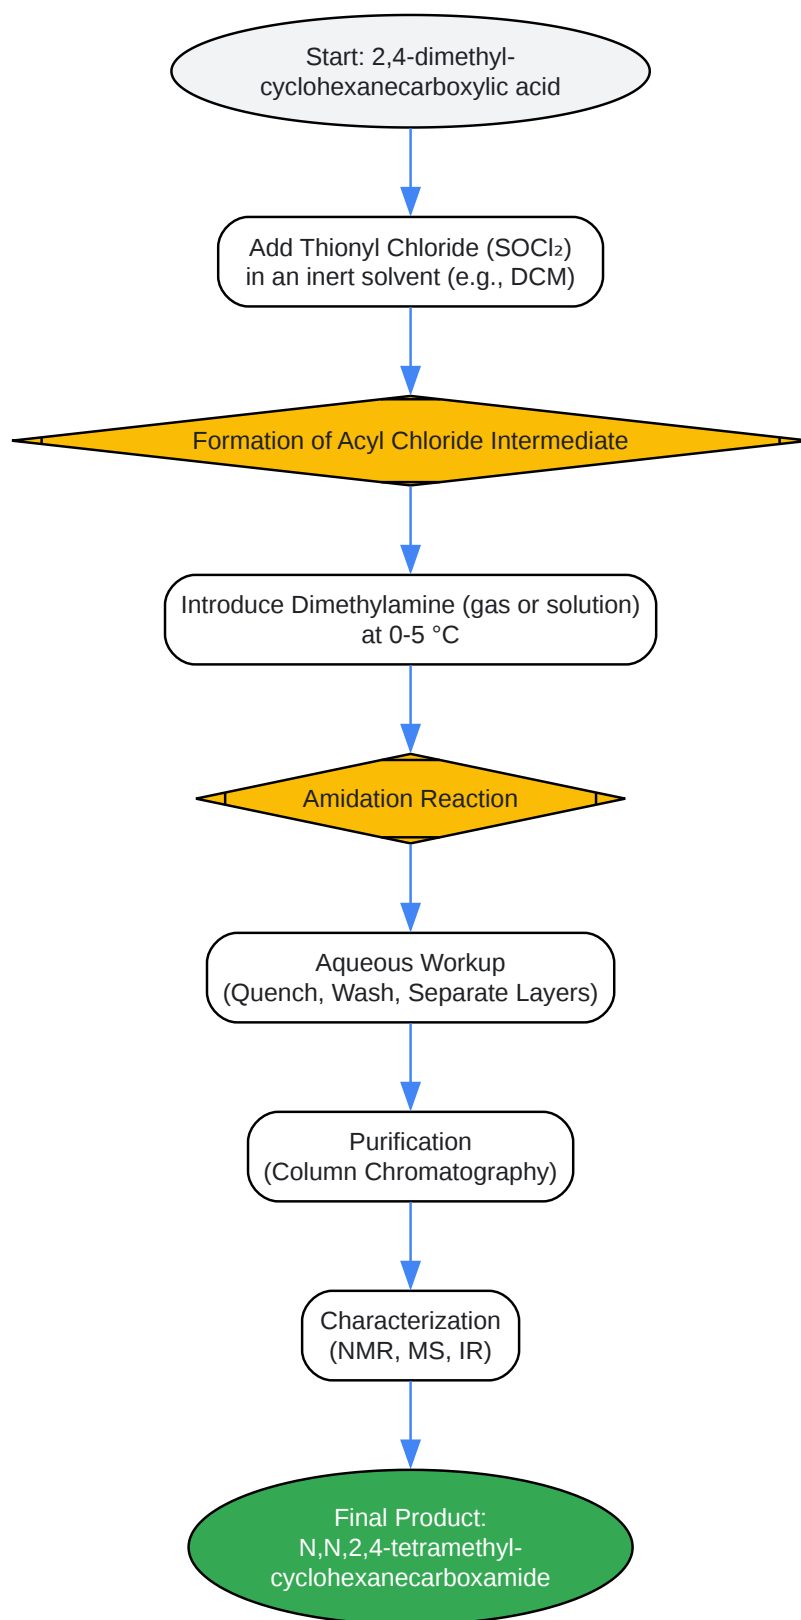 Start: 2,4-dimethyl-
cyclohexanecarboxylic acid
Add Thionyl Chloride (SOCl₂)
in an inert solvent (e.g., DCM)
Formation of Acyl Chloride Intermediate
Introduce Dimethylamine (gas or solution)
at 0-5 °C
Amidation Reaction
Aqueous Workup
(Quench, Wash, Separate Layers)
Purification
(Column Chromatography)
Characterization
(NMR, MS, IR)
Final Product:
N,N,2,4-tetramethyl-
cyclohexanecarboxamide